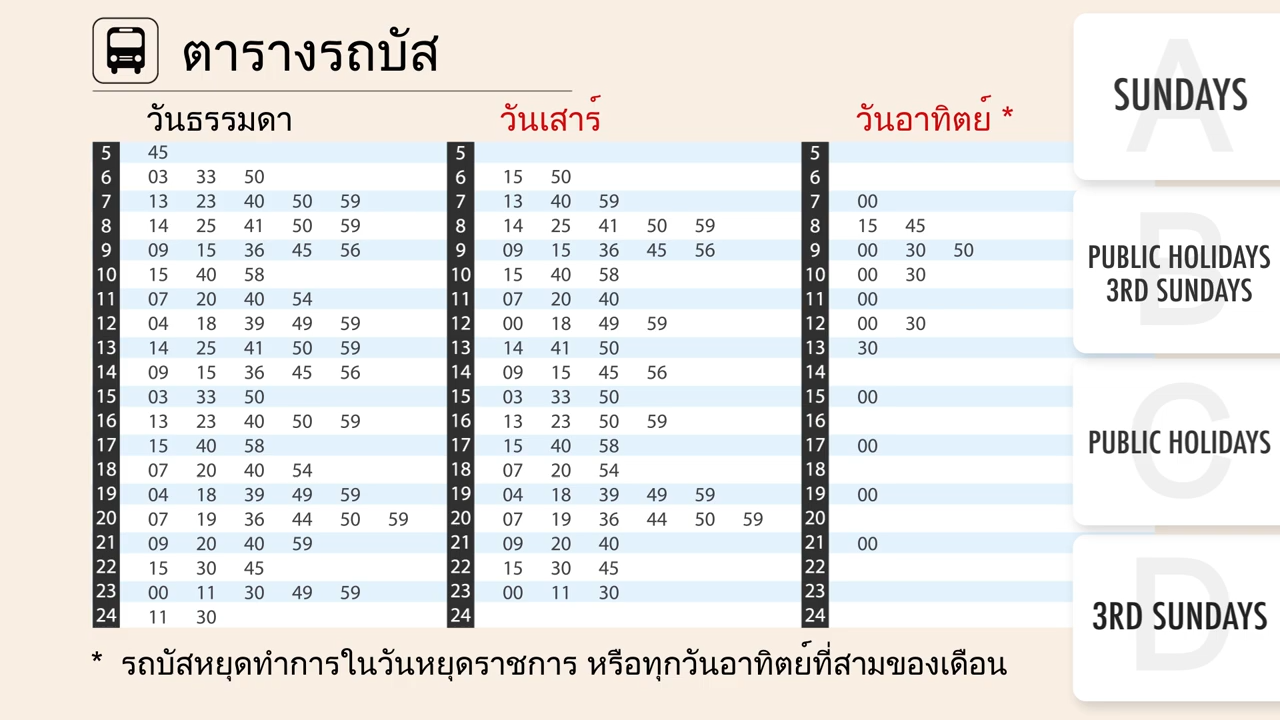 ตารางรถบัส
วันธรรมดา วันเสาร์ วันอาทิตย์ *
5 45 5 5
6 03 33 50 6 15 50 6
7 13 23 40 50 59 7 13 40 59 7 00
8 14 25 41 50 59 8 14 25 41 50 59 8 15 45
9 09 15 36 45 56 9 09 15 36 45 56 9 00 30 50
10 15 40 58 10 15 40 58 10 00 30
11 07 20 40 54 11 07 20 40 11 00
12 04 18 39 49 59 12 00 18 49 59 12 00 30
13 14 25 41 50 59 13 14 41 50 13 30
14 09 15 36 45 56 14 09 15 45 56 14
15 03 33 50 15 03 33 50 15 00
16 13 23 40 50 59 16 13 23 50 59 16
17 15 40 58 17 15 40 58 17 00
18 07 20 40 54 18 07 20 54 18
19 04 18 39 49 59 19 04 18 39 49 59 19 00
20 07 19 36 44 50 59 20 07 19 36 44 50 59 20
21 09 20 40 59 21 09 20 40 21 00
22 15 30 45 22 15 30 45 22
23 00 11 30 49 59 23 00 11 30 23
24 11 30 24 24
* รถบัสหยุดทำการในวันหยุดราชการ หรือทุกวันอาทิตย์ที่สามของเดือน
A
SUNDAYS
B
PUBLIC HOLIDAYS
3RD SUNDAYS
C
PUBLIC HOLIDAYS
D
3RD SUNDAYS